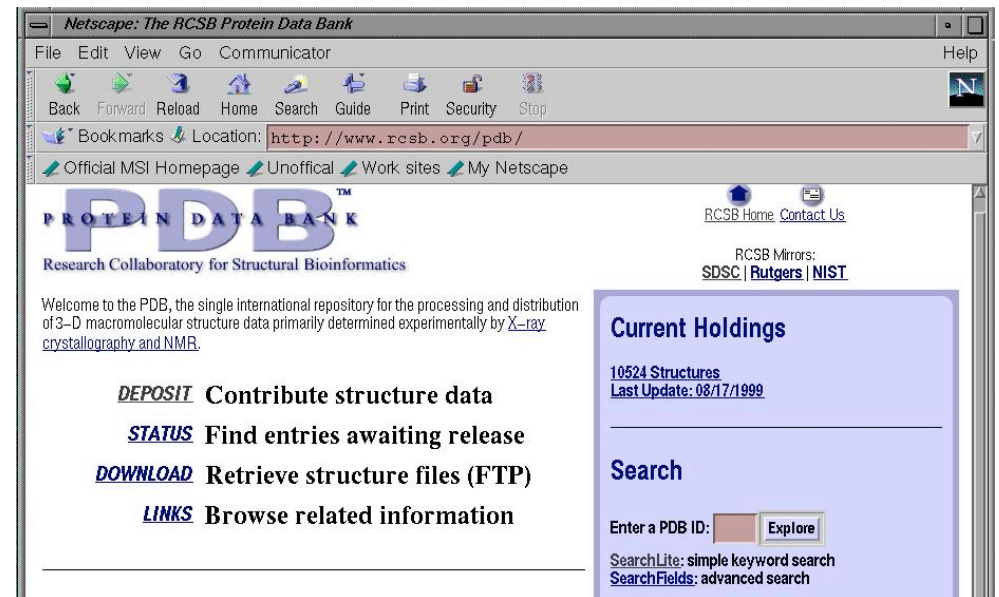 Netscape: The RCSB Protein Data Bank
File Edit View Go Communicator Help
Back Forward Reload Home Search Guide Print Security Stop
N
Bookmarks Location: http://www.rcsb.org/pdb/
Official MSI Homepage Unoffical Work sites My Netscape
PDB™
PROTEIN DATA BANK
Research Collaboratory for Structural Bioinformatics
Welcome to the PDB, the single international repository for the processing and distribution
of 3-D macromolecular structure data primarily determined experimentally by X-ray
crystallography and NMR.
DEPOSIT Contribute structure data
STATUS Find entries awaiting release
DOWNLOAD Retrieve structure files (FTP)
LINKS Browse related information
RCSB Home Contact Us
RCSB Mirrors:
SDSC | Rutgers | NIST
Current Holdings
10524 Structures
Last Update: 08/17/1999
Search
Enter a PDB ID: Explore
SearchLite: simple keyword search
SearchFields: advanced search